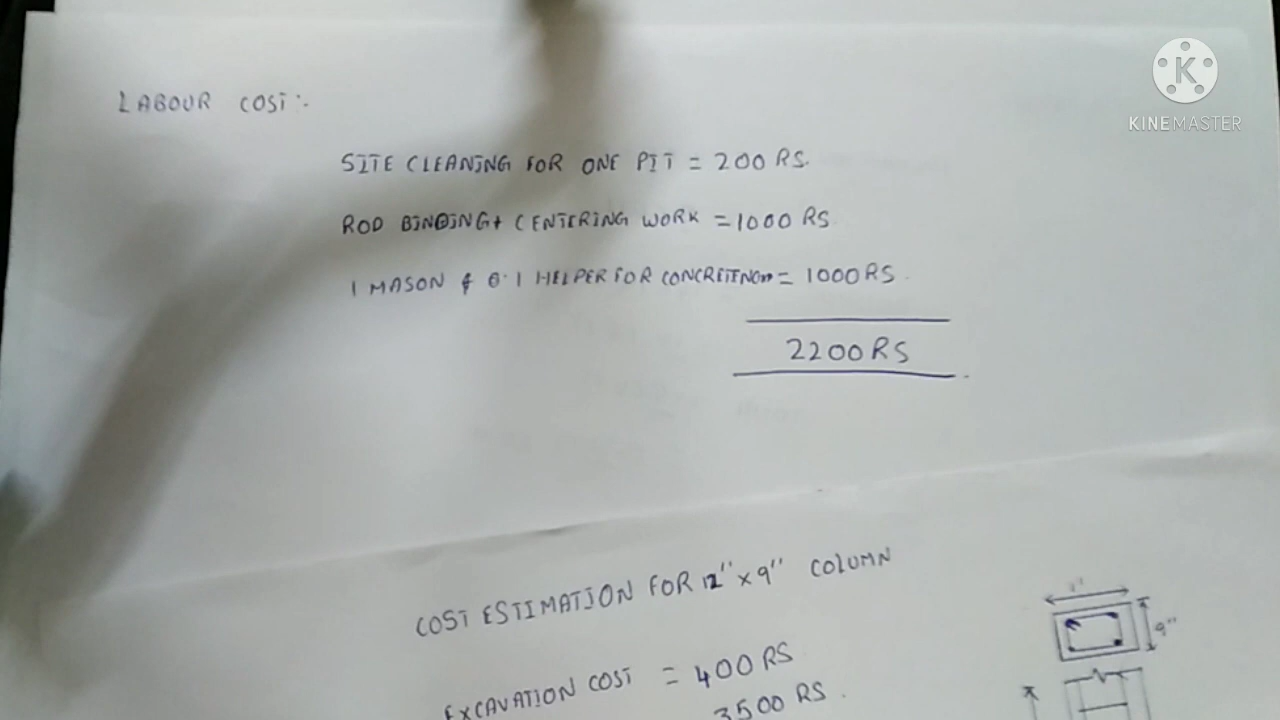 LABOUR COST:-
KINEMASTER
SITE CLEANING FOR ONE PIT = 200 RS.
ROD BINDING+ CENTERING WORK = 1000 RS.
1 MASON & 1 HELPER FOR = 1000 RS.
2200 RS
COST ESTIMATION FOR 12" x 9" COLUMN
1'
9"
EXCAVATION COST = 400 RS
3500 RS.